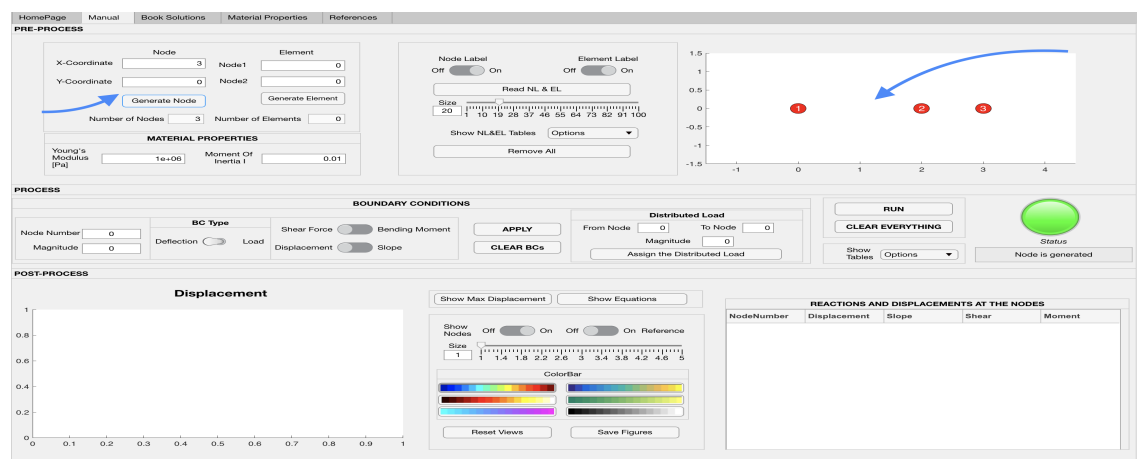 HomePage Manual Book Solutions Material Properties References
PRE-PROCESS
Node Element
X-Coordinate 3 Node1 0
Y-Coordinate 0 Node2 0
Generate Node Generate Element
Number of Nodes 3 Number of Elements 0
MATERIAL PROPERTIES
Young's Modulus [Pa] 1e+06 Moment Of Inertia I 0.01
Node Label Element Label
Off On Off On
Read NL & EL
Size
20 1 10 19 28 37 46 55 64 73 82 91 100
Show NL&EL Tables Options
Remove All
1.5
1
0.5
0
-0.5
-1
-1.5
1 2 3
-1 0 1 2 3 4
PROCESS
BOUNDARY CONDITIONS
Node Number 0
Magnitude 0
BC Type
Deflection Load
Shear Force Bending Moment
Displacement Slope
APPLY
CLEAR BCs
Distributed Load
From Node 0 To Node 0
Magnitude 0
Assign the Distributed Load
RUN
CLEAR EVERYTHING
Show Tables Options
Status
Node is generated
POST-PROCESS
Displacement
1
0.8
0.6
0.4
0.2
0
0 0.1 0.2 0.3 0.4 0.5 0.6 0.7 0.8 0.9 1
Show Max Displacement Show Equations
Show Nodes Off On Off On Reference
Size
1 1 1.4 1.8 2.2 2.6 3 3.4 3.8 4.2 4.6 5
ColorBar
Reset Views Save Figures
REACTIONS AND DISPLACEMENTS AT THE NODES
NodeNumber Displacement Slope Shear Moment